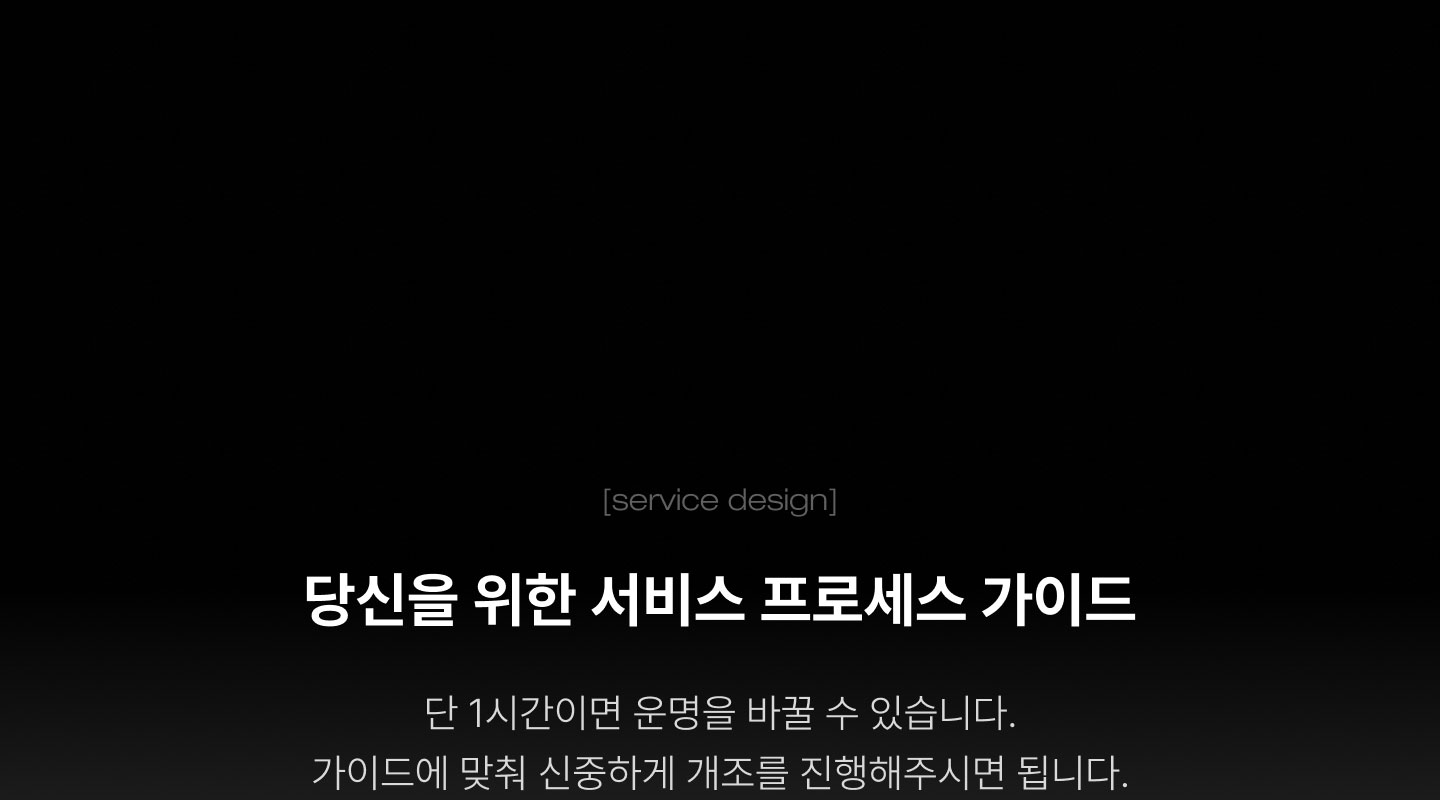 [service design]
당신을 위한 서비스 프로세스 가이드
단 1시간이면 운명을 바꿀 수 있습니다.
가이드에 맞춰 신중하게 개조를 진행해주시면 됩니다.